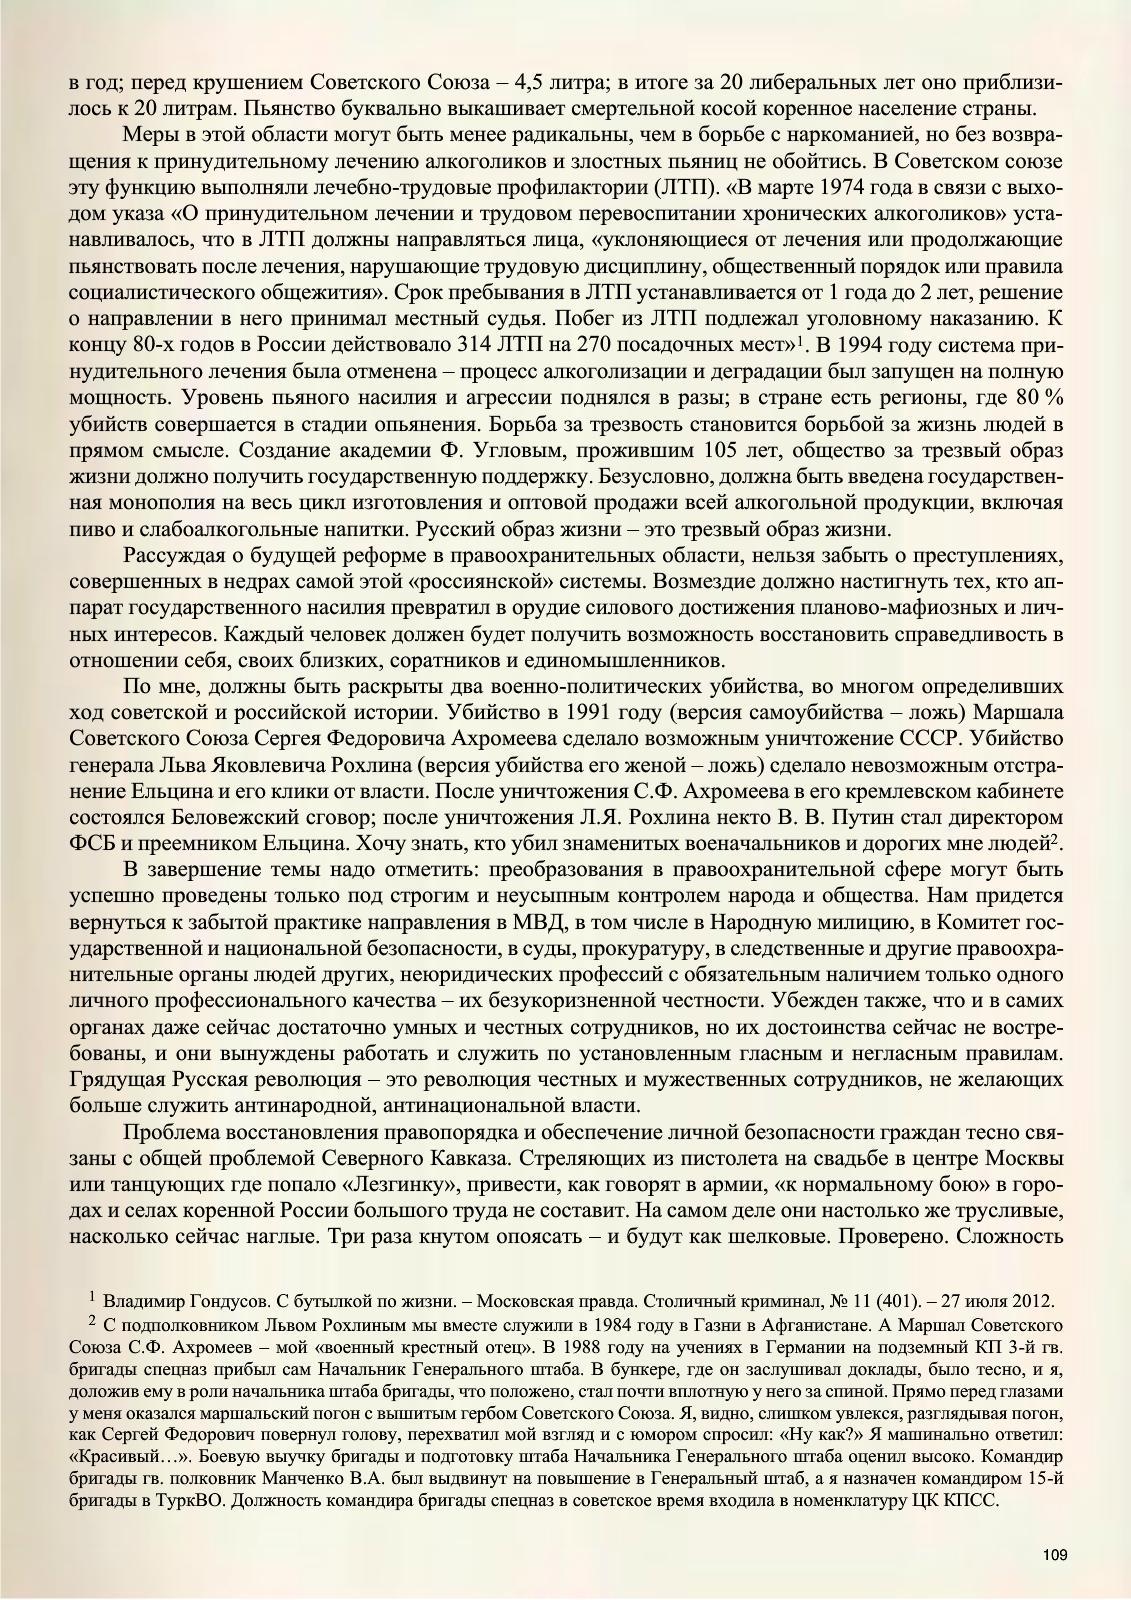 в год; перед крушением Советского Союза – 4,5 литра; в итоге за 20 либеральных лет оно приблизи-
лось к 20 литрам. Пьянство буквально выкашивает смертельной косой коренное население страны.
Меры в этой области могут быть менее радикальны, чем в борьбе с наркоманией, но без возвра-
щения к принудительному лечению алкоголиков и злостных пьяниц не обойтись. В Советском союзе
эту функцию выполняли лечебно-трудовые профилактории (ЛТП). «В марте 1974 года в связи с выхо-
дом указа «О принудительном лечении и трудовом перевоспитании хронических алкоголиков» уста-
навливалось, что в ЛТП должны направляться лица, «уклоняющиеся от лечения или продолжающие
пьянствовать после лечения, нарушающие трудовую дисциплину, общественный порядок или правила
социалистического общежития». Срок пребывания в ЛТП устанавливается от 1 года до 2 лет, решение
о направлении в него принимал местный судья. Побег из ЛТП подлежал уголовному наказанию. К
концу 80-х годов в России действовало 314 ЛТП на 270 посадочных мест»¹. В 1994 году система при-
нудительного лечения была отменена – процесс алкоголизации и деградации был запущен на полную
мощность. Уровень пьяного насилия и агрессии поднялся в разы; в стране есть регионы, где 80 %
убийств совершается в стадии опьянения. Борьба за трезвость становится борьбой за жизнь людей в
прямом смысле. Создание академии Ф. Угловым, прожившим 105 лет, общество за трезвый образ
жизни должно получить государственную поддержку. Безусловно, должна быть введена государствен-
ная монополия на весь цикл изготовления и оптовой продажи всей алкогольной продукции, включая
пиво и слабоалкогольные напитки. Русский образ жизни – это трезвый образ жизни.
Рассуждая о будущей реформе в правоохранительных области, нельзя забыть о преступлениях,
совершенных в недрах самой этой «россиянской» системы. Возмездие должно настигнуть тех, кто ап-
парат государственного насилия превратил в орудие силового достижения планово-мафиозных и лич-
ных интересов. Каждый человек должен будет получить возможность восстановить справедливость в
отношении себя, своих близких, соратников и единомышленников.
По мне, должны быть раскрыты два военно-политических убийства, во многом определивших
ход советской и российской истории. Убийство в 1991 году (версия самоубийства – ложь) Маршала
Советского Союза Сергея Федоровича Ахромеева сделало возможным уничтожение СССР. Убийство
генерала Льва Яковлевича Рохлина (версия убийства его женой – ложь) сделало невозможным отстра-
нение Ельцина и его клики от власти. После уничтожения С.Ф. Ахромеева в его кремлевском кабинете
состоялся Беловежский сговор; после уничтожения Л.Я. Рохлина некто В. В. Путин стал директором
ФСБ и преемником Ельцина. Хочу знать, кто убил знаменитых военачальников и дорогих мне людей².
В завершение темы надо отметить: преобразования в правоохранительной сфере могут быть
успешно проведены только под строгим и неусыпным контролем народа и общества. Нам придется
вернуться к забытой практике направления в МВД, в том числе в Народную милицию, в Комитет гос-
ударственной и национальной безопасности, в суды, прокуратуру, в следственные и другие правоохра-
нительные органы людей других, неюридических профессий с обязательным наличием только одного
личного профессионального качества – их безукоризненной честности. Убежден также, что и в самих
органах даже сейчас достаточно умных и честных сотрудников, но их достоинства сейчас не востре-
бованы, и они вынуждены работать и служить по установленным гласным и негласным правилам.
Грядущая Русская революция – это революция честных и мужественных сотрудников, не желающих
больше служить антинародной, антинациональной власти.
Проблема восстановления правопорядка и обеспечение личной безопасности граждан тесно свя-
заны с общей проблемой Северного Кавказа. Стреляющих из пистолета на свадьбе в центре Москвы
или танцующих где попало «Лезгинку», привести, как говорят в армии, «к нормальному бою» в горо-
дах и селах коренной России большого труда не составит. На самом деле они настолько же трусливые,
насколько сейчас наглые. Три раза кнутом опоясать – и будут как шелковые. Проверено. Сложность
¹ Владимир Гондусов. С бутылкой по жизни. – Московская правда. Столичный криминал, № 11 (401). – 27 июля 2012.
² С подполковником Львом Рохлиным мы вместе служили в 1984 году в Газни в Афганистане. А Маршал Советского
Союза С.Ф. Ахромеев – мой «военный крестный отец». В 1988 году на учениях в Германии на подземный КП 3-й гв.
бригады спецназ прибыл сам Начальник Генерального штаба. В бункере, где он заслушивал доклады, было тесно, и я,
доложив ему в роли начальника штаба бригады, что положено, стал почти вплотную у него за спиной. Прямо перед глазами
у меня оказался маршальский погон с вышитым гербом Советского Союза. Я, видно, слишком увлекся, разглядывая погон,
как Сергей Федорович повернул голову, перехватил мой взгляд и с юмором спросил: «Ну как?» Я машинально ответил:
«Красивый…». Боевую выучку бригады и подготовку штаба Начальника Генерального штаба оценил высоко. Командир
бригады гв. полковник Манченко В.А. был выдвинут на повышение в Генеральный штаб, а я назначен командиром 15-й
бригады в ТуркВО. Должность командира бригады спецназ в советское время входила в номенклатуру ЦК КПСС.
109